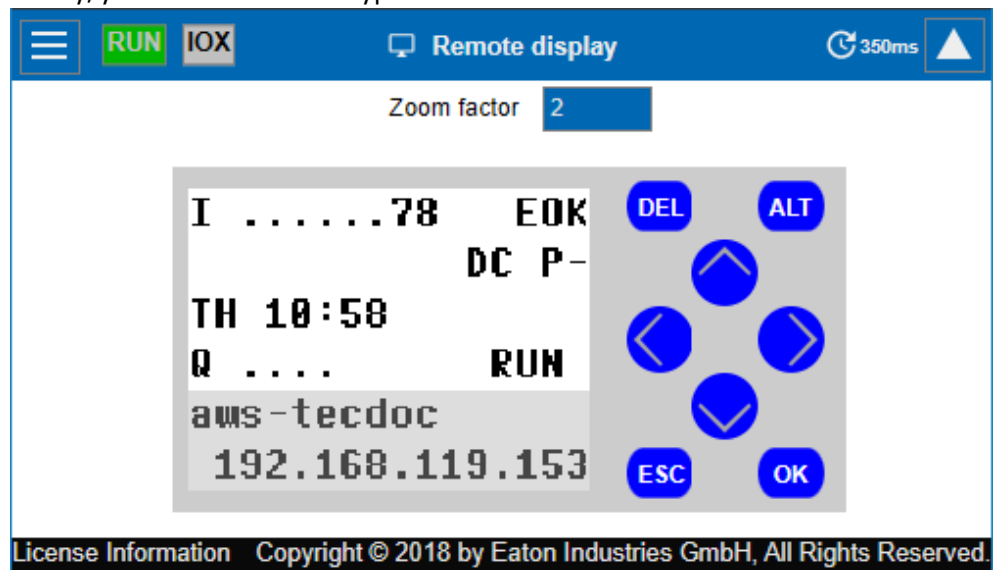 RUN IOX Remote display 350ms
Zoom factor 2
I ......78 EOK
DC P-
TH 10:58
Q .... RUN
aws-tecdoc
192.168.119.153
DEL ALT
ESC OK
License Information Copyright © 2018 by Eaton Industries GmbH, All Rights Reserved.